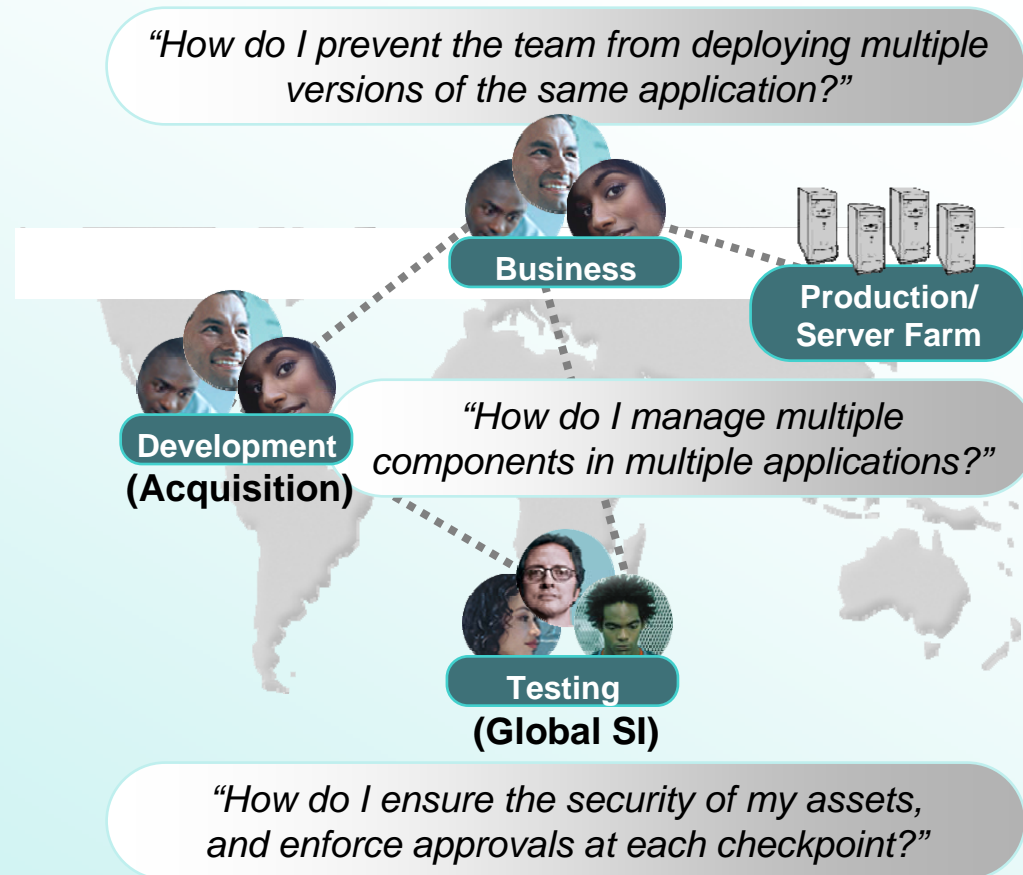 “How do I prevent the team from deploying multiple
versions of the same application?”
Business
Production/
Server Farm
Development
(Acquisition)
“How do I manage multiple
components in multiple applications?”
Testing
(Global SI)
“How do I ensure the security of my assets,
and enforce approvals at each checkpoint?”